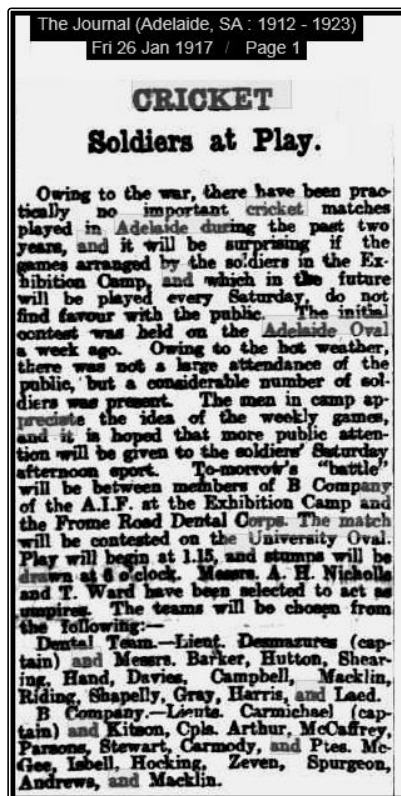 The Journal (Adelaide, SA : 1912 - 1923)
Fri 26 Jan 1917 / Page 1
CRICKET
Soldiers at Play.
Owing to the war, there have been prac-
tically no important cricket matches
played in Adelaide during the past two
years, and it will be surprising if the
games arranged by the soldiers in the Ex-
hibition Camp, and which in the future
will be played every Saturday, do not
find favour with the public. The initial
contest was held on the Adelaide Oval
a week ago. Owing to the hot weather,
there was not a large attendance of the
public, but a considerable number of sol-
diers was present. The men in camp ap-
preciate the idea of the weekly games,
and it is hoped that more public atten-
tion will be given to the soldiers' Saturday
afternoon sport. To-morrow's "battle"
will be between members of B Company
of the A.I.F. at the Exhibition Camp and
the Frome Road Dental Corps. The match
will be contested on the University Oval.
Play will begin at 1.15, and stumps will be
drawn at 6 o'clock. Messrs. A. H. Nicholls
and T. Ward have been selected to act as
umpires. The teams will be chosen from
the following:—
Dental Team.—Lieut. Desmazures (cap-
tain) and Messrs. Barker, Hutton, Shear-
ing, Hand, Davies, Campbell, Macklin,
Riding, Shapelly, Gray, Harris, and Laed.
B Company.—Lieuts. Carmichael (cap-
tain) and Kitson, Cpls. Arthur, McCaffrey,
Parsons, Stewart, Carmody, and Ptes. Mc-
Gee, Isbell, Hocking, Zeven, Spurgeon,
Andrews, and Macklin.